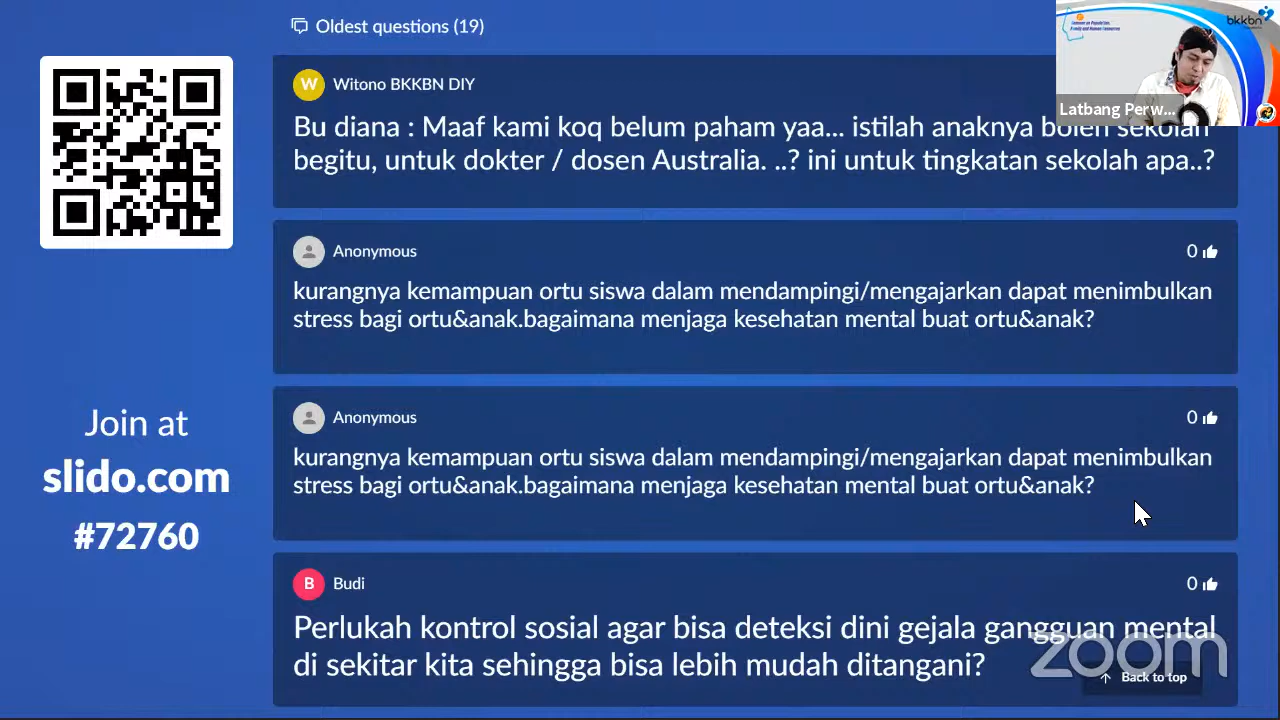 Oldest questions (19)
bkkbn
Latbang Perw...
W Witono BKKBN DIY
Bu diana : Maaf kami koq belum paham yaa... istilah anaknya boleh sekolah
begitu, untuk dokter / dosen Australia. ..? ini untuk tingkatan sekolah apa..?
Anonymous
0
kurangnya kemampuan ortu siswa dalam mendampingi/mengajarkan dapat menimbulkan
stress bagi ortu&anak.bagaimana menjaga kesehatan mental buat ortu&anak?
Anonymous
0
kurangnya kemampuan ortu siswa dalam mendampingi/mengajarkan dapat menimbulkan
stress bagi ortu&anak.bagaimana menjaga kesehatan mental buat ortu&anak?
B Budi
0
Perlukah kontrol sosial agar bisa deteksi dini gejala gangguan mental
di sekitar kita sehingga bisa lebih mudah ditangani?
zoom
Back to top
Join at
slido.com
#72760